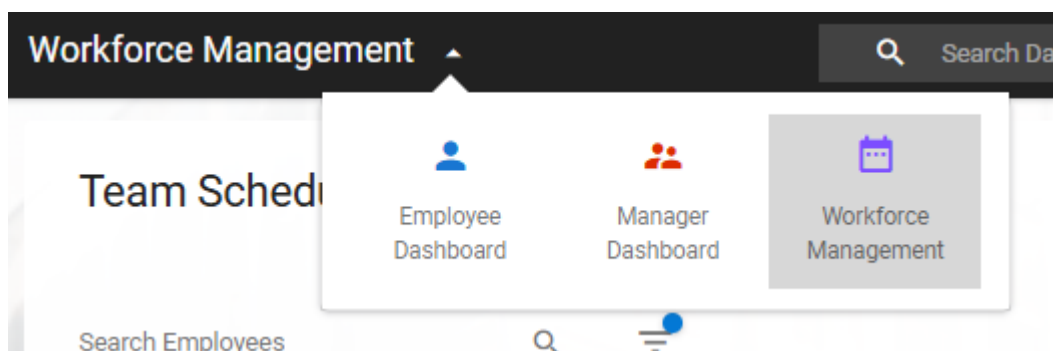 Workforce Management
Search Da
Team Schedu
Employee
Dashboard
Manager
Dashboard
Workforce
Management
Search Employees